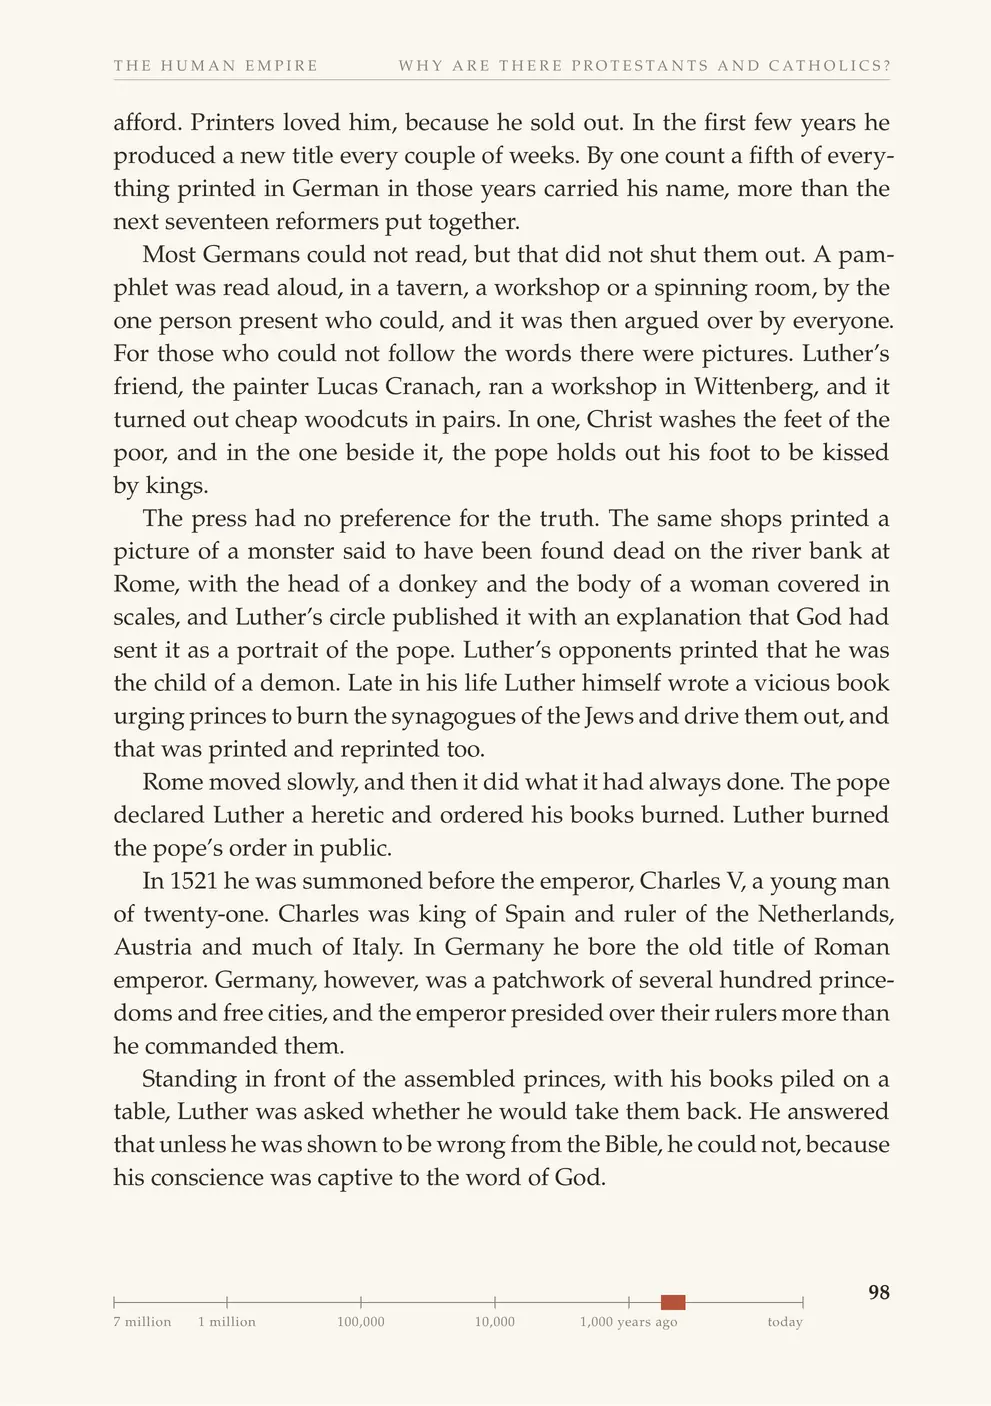 THE HUMAN EMPIRE WHY ARE THERE PROTESTANTS AND CATHOLICS?
afford. Printers loved him, because he sold out. In the first few years he
produced a new title every couple of weeks. By one count a fifth of every-
thing printed in German in those years carried his name, more than the
next seventeen reformers put together.
Most Germans could not read, but that did not shut them out. A pam-
phlet was read aloud, in a tavern, a workshop or a spinning room, by the
one person present who could, and it was then argued over by everyone.
For those who could not follow the words there were pictures. Luther’s
friend, the painter Lucas Cranach, ran a workshop in Wittenberg, and it
turned out cheap woodcuts in pairs. In one, Christ washes the feet of the
poor, and in the one beside it, the pope holds out his foot to be kissed
by kings.
The press had no preference for the truth. The same shops printed a
picture of a monster said to have been found dead on the river bank at
Rome, with the head of a donkey and the body of a woman covered in
scales, and Luther’s circle published it with an explanation that God had
sent it as a portrait of the pope. Luther’s opponents printed that he was
the child of a demon. Late in his life Luther himself wrote a vicious book
urging princes to burn the synagogues of the Jews and drive them out, and
that was printed and reprinted too.
Rome moved slowly, and then it did what it had always done. The pope
declared Luther a heretic and ordered his books burned. Luther burned
the pope’s order in public.
In 1521 he was summoned before the emperor, Charles V, a young man
of twenty-one. Charles was king of Spain and ruler of the Netherlands,
Austria and much of Italy. In Germany he bore the old title of Roman
emperor. Germany, however, was a patchwork of several hundred prince-
doms and free cities, and the emperor presided over their rulers more than
he commanded them.
Standing in front of the assembled princes, with his books piled on a
table, Luther was asked whether he would take them back. He answered
that unless he was shown to be wrong from the Bible, he could not, because
his conscience was captive to the word of God.
98
7 million 1 million 100,000 10,000 1,000 years ago today